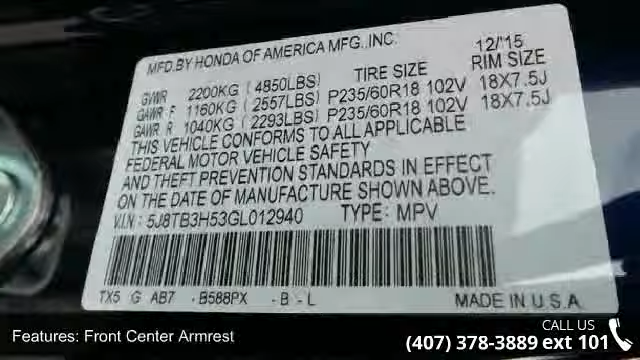 MFD. BY HONDA OF AMERICA MFG., INC. 12/'15
TIRE SIZE RIM SIZE
GVWR 2200KG (4850LBS)
GAWR F 1160KG (2557LBS) P235/60R18 102V 18X7.5J
GAWR R 1040KG (2293LBS) P235/60R18 102V 18X7.5J
THIS VEHICLE CONFORMS TO ALL APPLICABLE
FEDERAL MOTOR VEHICLE SAFETY
AND THEFT PREVENTION STANDARDS IN EFFECT
ON THE DATE OF MANUFACTURE SHOWN ABOVE.
V.I.N.: 5J8TB3H53GL012940 TYPE: MPV
TX5 G AB7 - B588PX - B - L MADE IN U.S.A.
Features: Front Center Armrest
CALL US
(407) 378-3889 ext 101